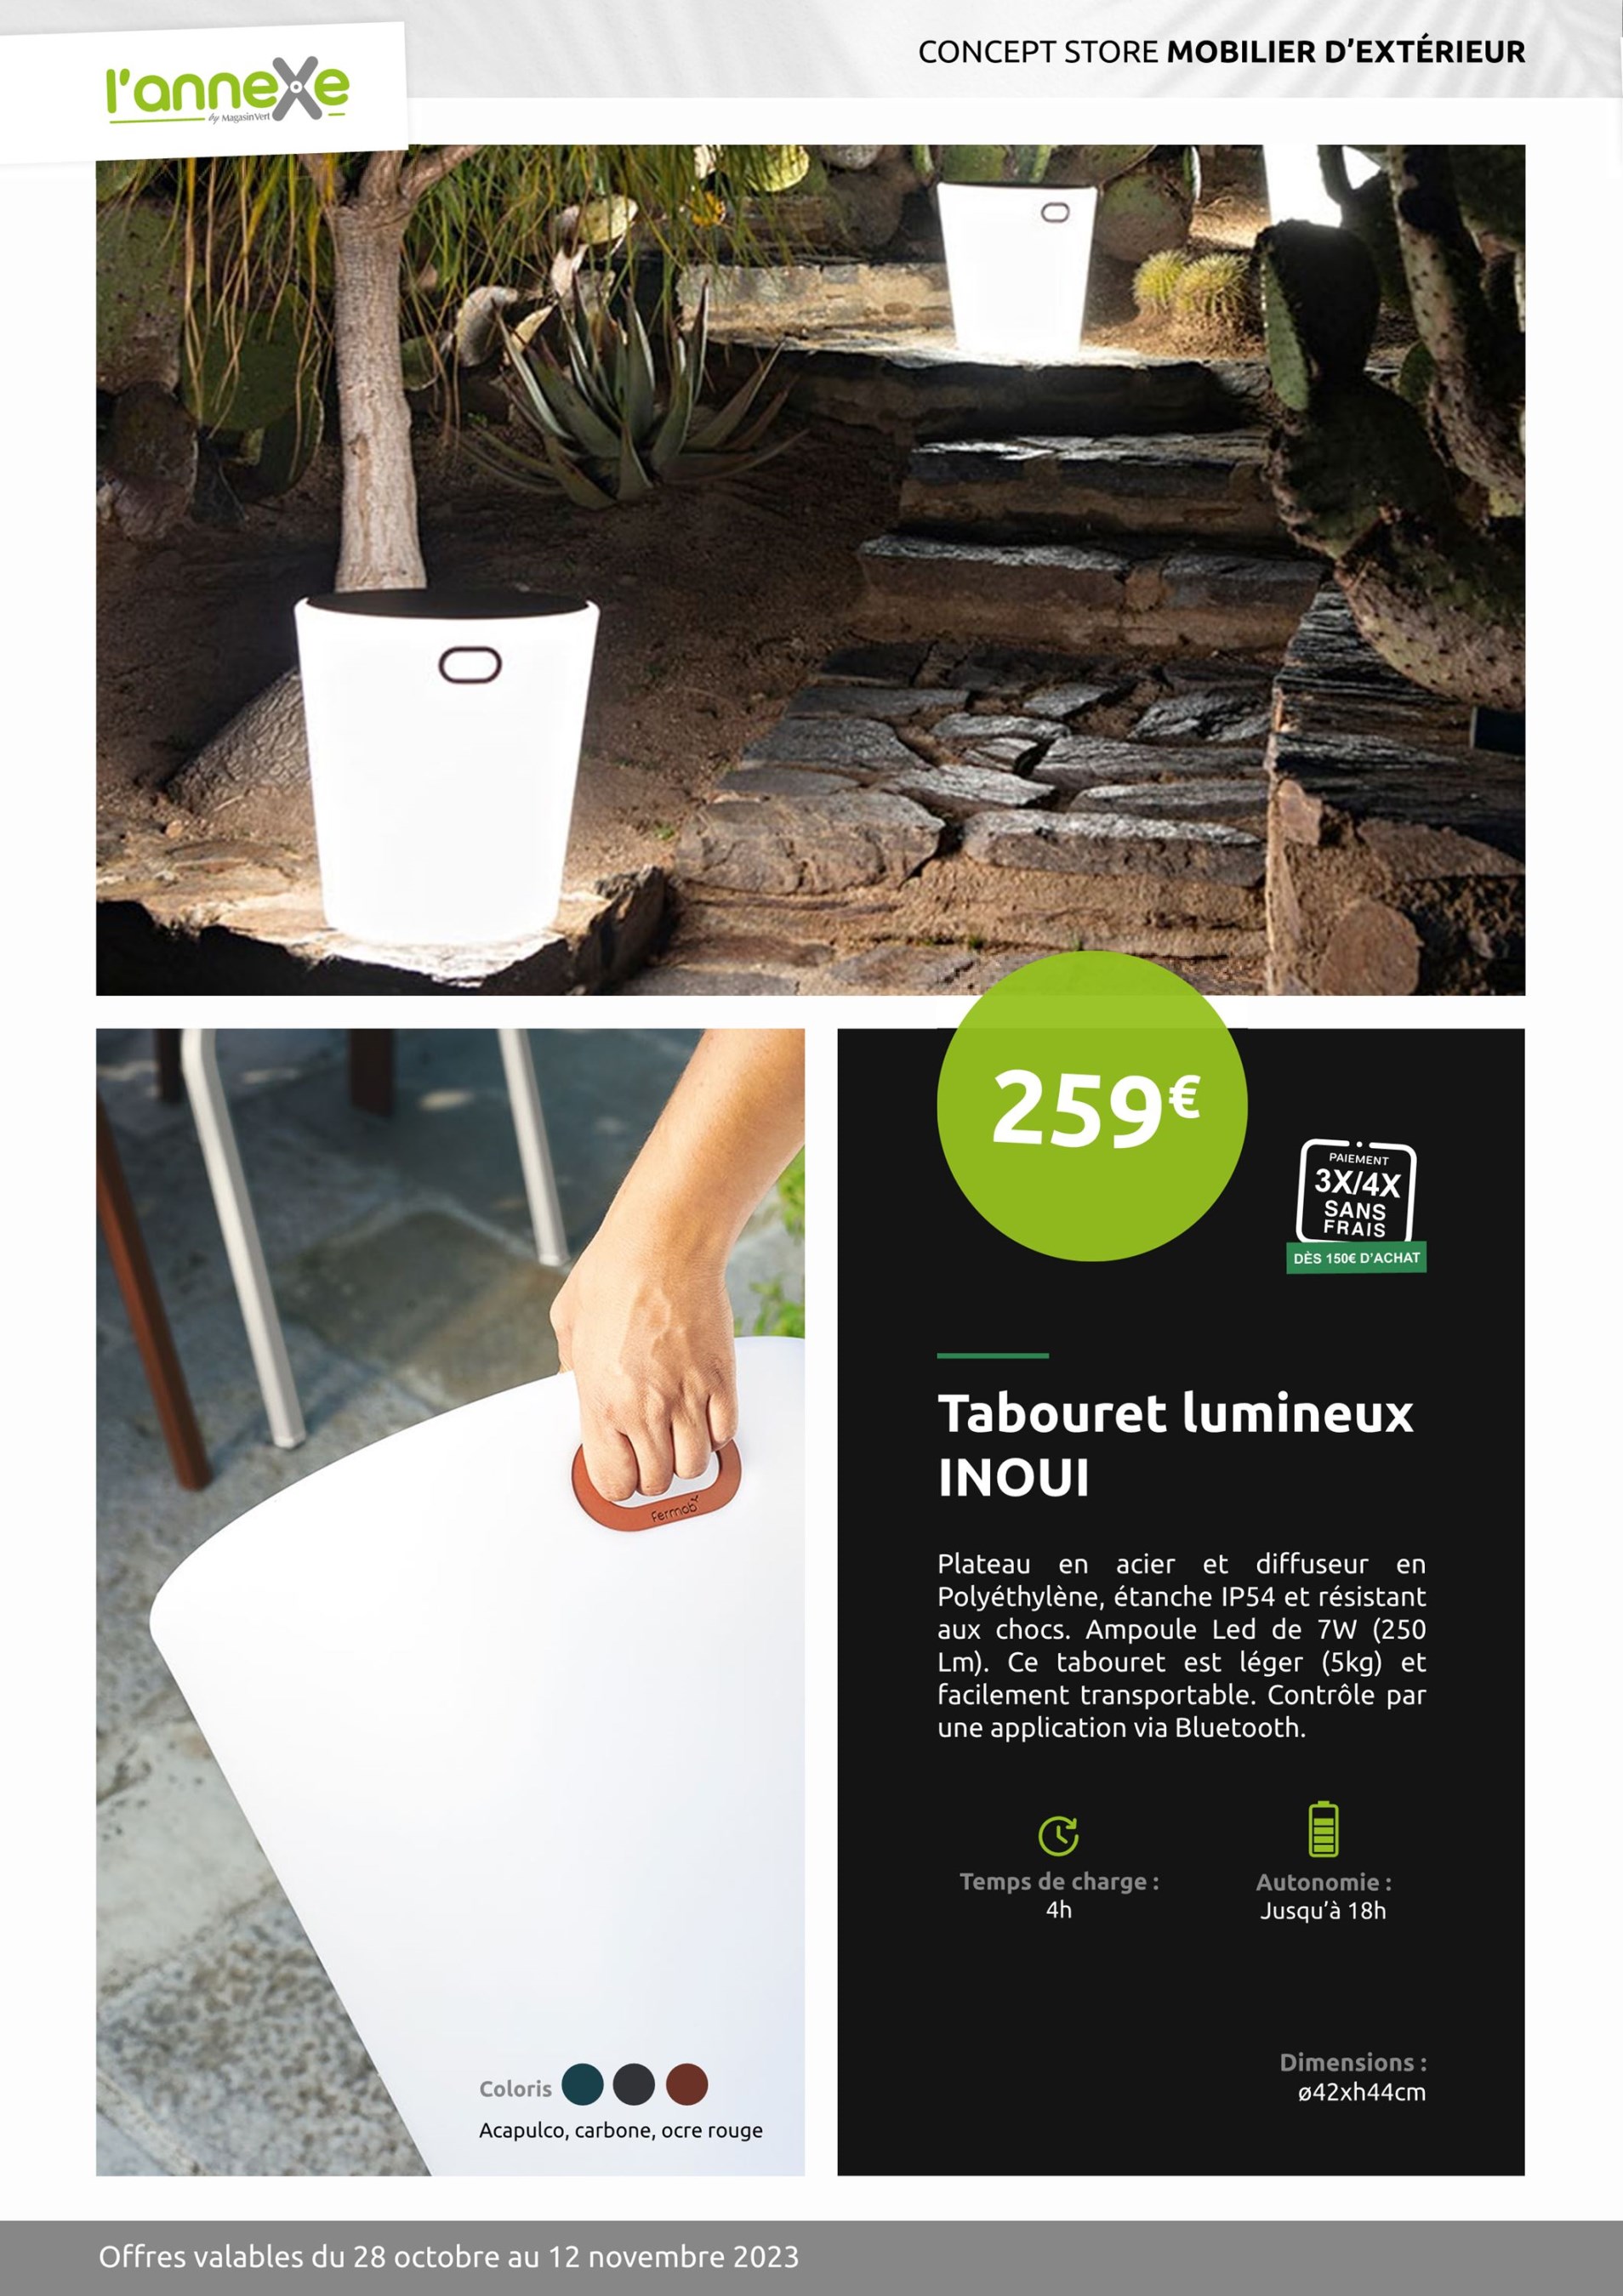 l'anneXe
by MagasinVert
CONCEPT STORE MOBILIER D'EXTÉRIEUR
259€
PAIEMENT
3X/4X
SANS
FRAIS
DÈS 150€ D'ACHAT
Tabouret lumineux
INOUI
Plateau en acier et diffuseur en
Polyéthylène, étanche IP54 et résistant
aux chocs. Ampoule Led de 7W (250
Lm). Ce tabouret est léger (5kg) et
facilement transportable. Contrôle par
une application via Bluetooth.
Temps de charge :
4h
Autonomie :
Jusqu'à 18h
Dimensions :
ø42xh44cm
Fermob
Coloris
Acapulco, carbone, ocre rouge
Offres valables du 28 octobre au 12 novembre 2023